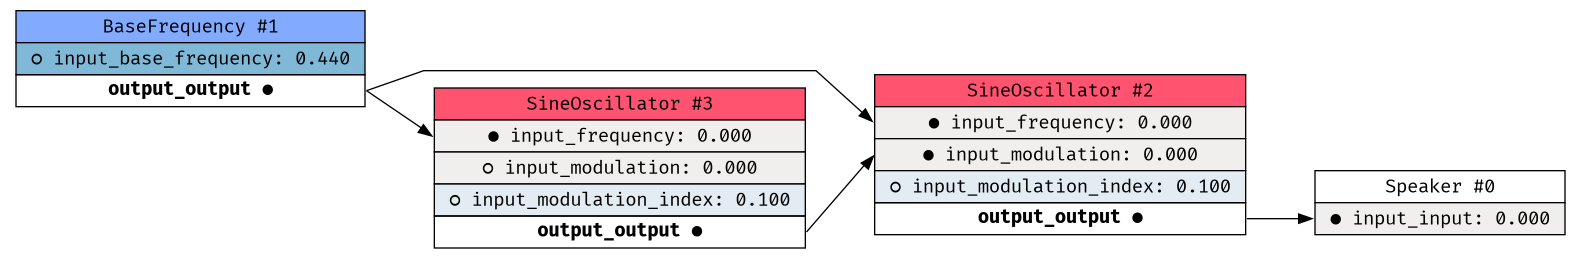 BaseFrequency #1
○ input_base_frequency: 0.440
output_output ●
SineOscillator #3
● input_frequency: 0.000
○ input_modulation: 0.000
○ input_modulation_index: 0.100
output_output ●
SineOscillator #2
● input_frequency: 0.000
● input_modulation: 0.000
○ input_modulation_index: 0.100
output_output ●
Speaker #0
● input_input: 0.000